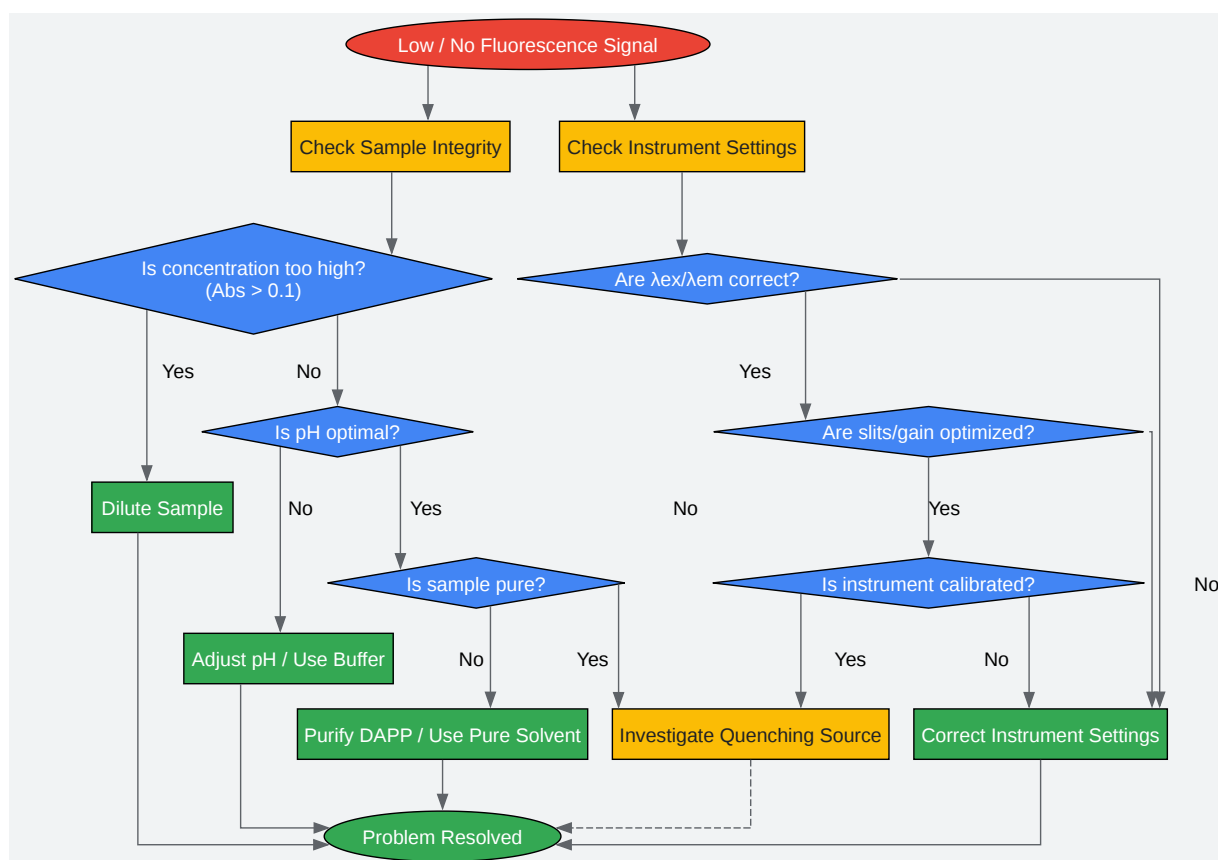 Low / No Fluorescence Signal
Check Sample Integrity
Check Instrument Settings
Is concentration too high?
(Abs > 0.1)
Are λex/λem correct?
Yes
No
Yes
Is pH optimal?
Are slits/gain optimized?
Dilute Sample
No
Yes
No
Yes
Is sample pure?
Is instrument calibrated?
No
Adjust pH / Use Buffer
No
Yes
Yes
No
Purify DAPP / Use Pure Solvent
Investigate Quenching Source
Correct Instrument Settings
Problem Resolved